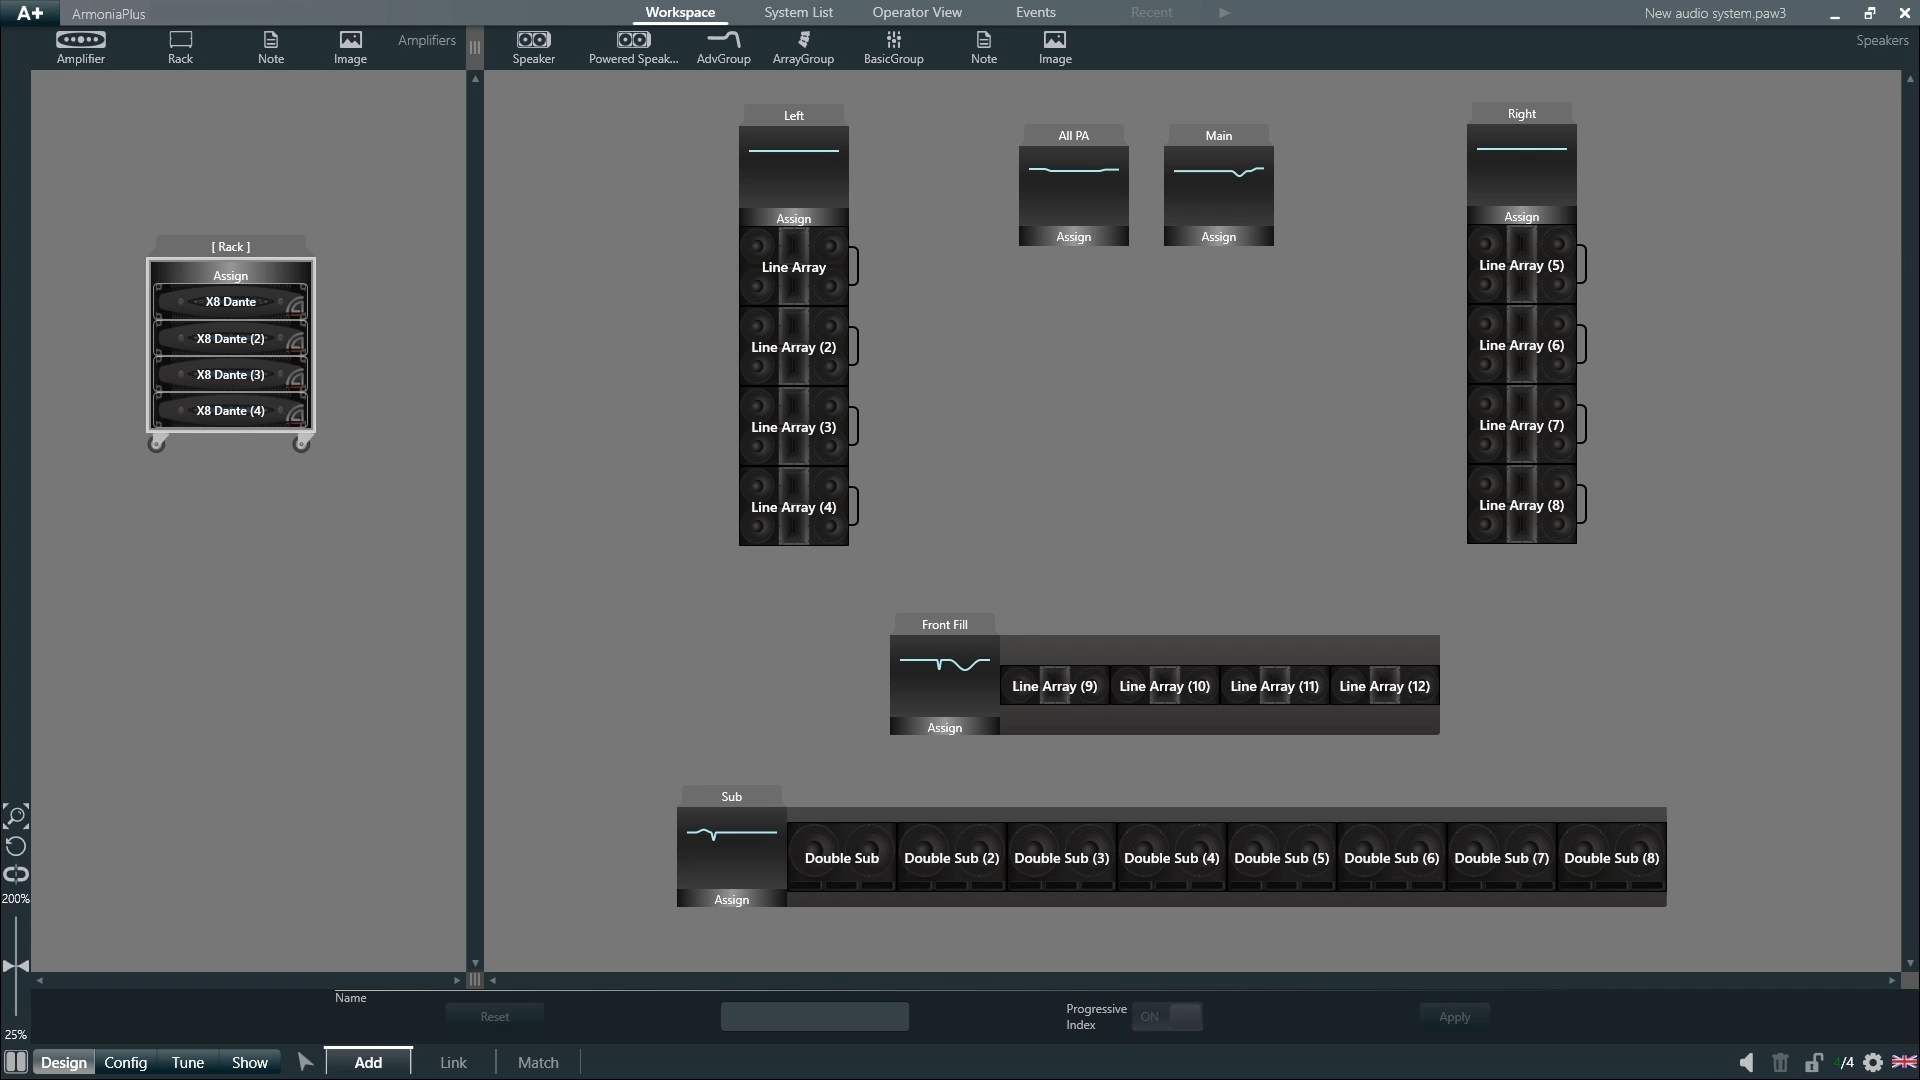 A+
ArmoniaPlus
Workspace
System List
Operator View
Events
Recent
New audio system.paw3
Amplifier
Rack
Note
Image
Amplifiers
Speaker
Powered Speak...
AdvGroup
ArrayGroup
BasicGroup
Note
Image
Speakers
[ Rack ]
Assign
X8 Dante
X8 Dante (2)
X8 Dante (3)
X8 Dante (4)
Left
Assign
Line Array
Line Array (2)
Line Array (3)
Line Array (4)
All PA
Assign
Main
Assign
Right
Assign
Line Array (5)
Line Array (6)
Line Array (7)
Line Array (8)
Front Fill
Assign
Line Array (9)
Line Array (10)
Line Array (11)
Line Array (12)
Sub
Assign
Double Sub
Double Sub (2)
Double Sub (3)
Double Sub (4)
Double Sub (5)
Double Sub (6)
Double Sub (7)
Double Sub (8)
200%
25%
Name
Reset
Progressive
Index
ON
Apply
Design
Config
Tune
Show
Add
Link
Match
4/4